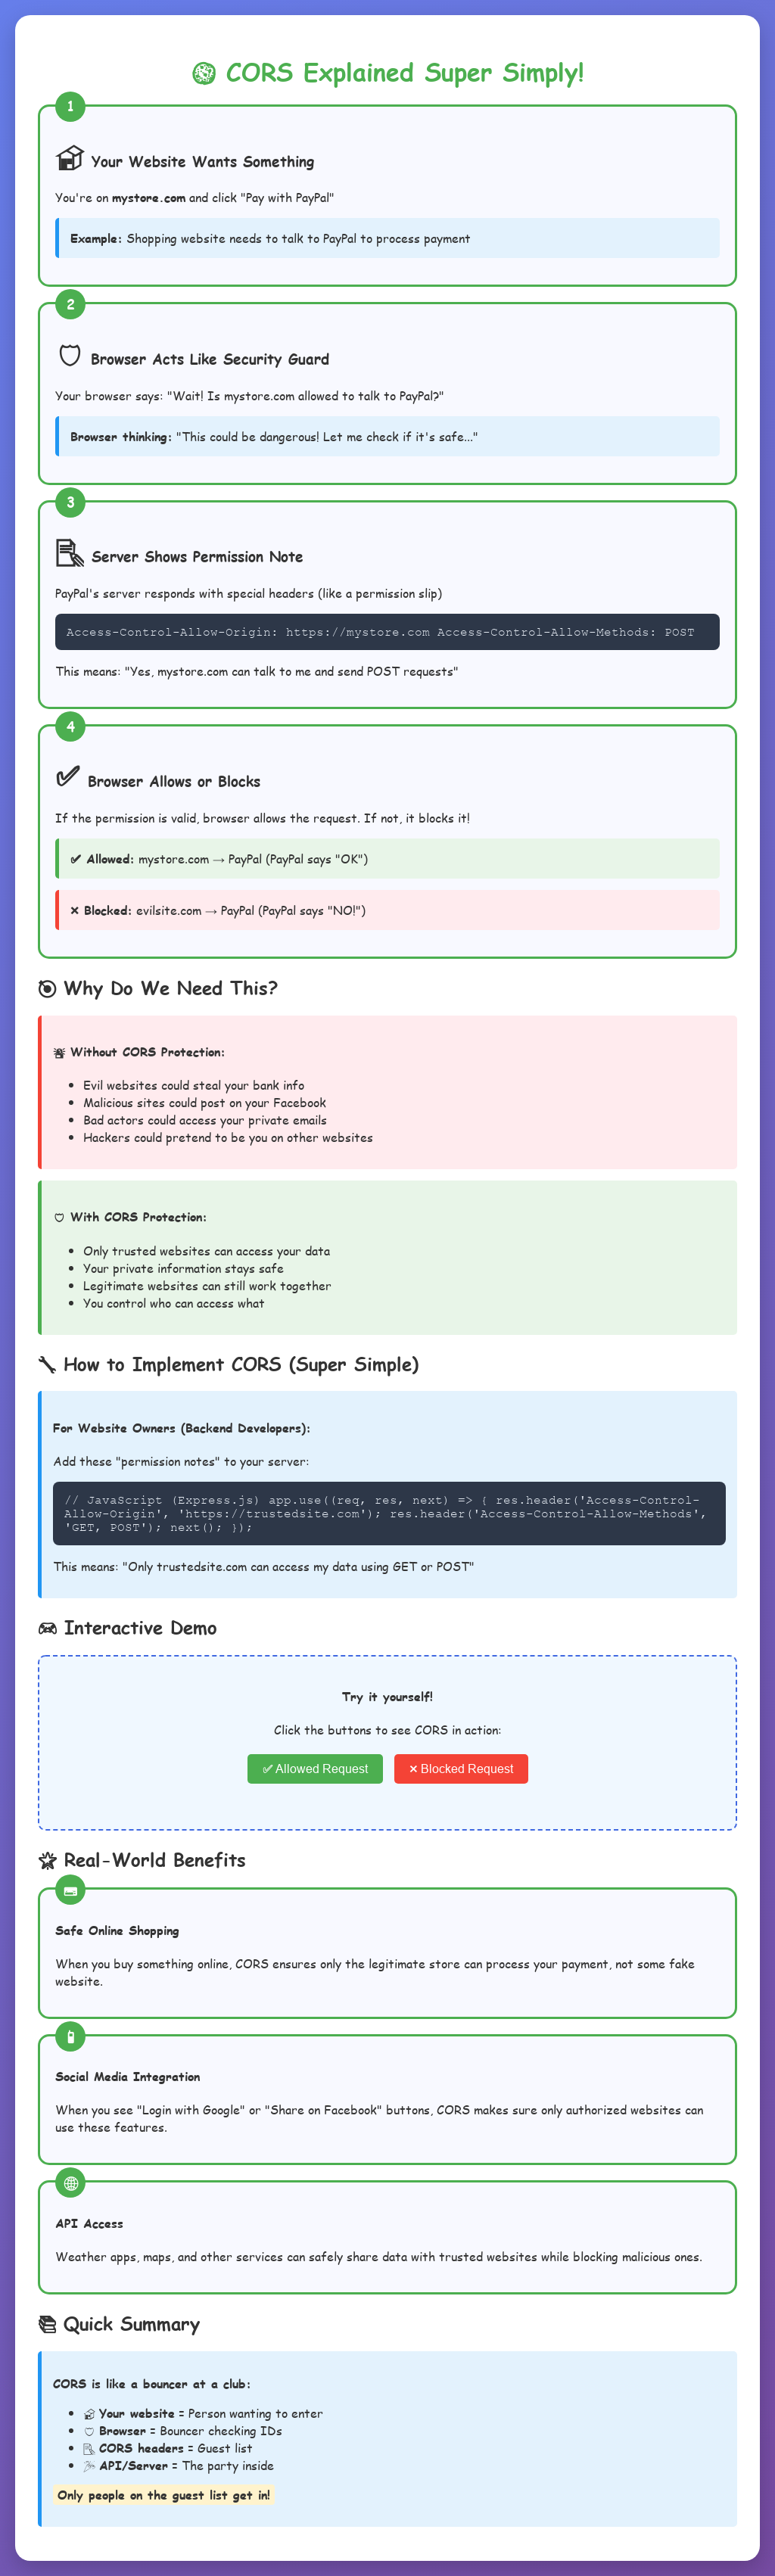 CORS Explained Super Simply!
1
Your Website Wants Something
You're on mystore.com and click "Pay with PayPal"
Example: Shopping website needs to talk to PayPal to process payment
2
Browser Acts Like Security Guard
Your browser says: "Wait! Is mystore.com allowed to talk to PayPal?"
Browser thinking: "This could be dangerous! Let me check if it's safe..."
3
Server Shows Permission Note
PayPal's server responds with special headers (like a permission slip)
Access-Control-Allow-Origin: https://mystore.com Access-Control-Allow-Methods: POST
This means: "Yes, mystore.com can talk to me and send POST requests"
4
✅ Browser Allows or Blocks
If the permission is valid, browser allows the request. If not, it blocks it!
✅ Allowed: mystore.com → PayPal (PayPal says "OK")
❌ Blocked: evilsite.com → PayPal (PayPal says "NO!")
Why Do We Need This?
Without CORS Protection:
• Evil websites could steal your bank info
• Malicious sites could post on your Facebook
• Bad actors could access your private emails
• Hackers could pretend to be you on other websites
With CORS Protection:
• Only trusted websites can access your data
• Your private information stays safe
• Legitimate websites can still work together
• You control who can access what
How to Implement CORS (Super Simple)
For Website Owners (Backend Developers):
Add these "permission notes" to your server:
// JavaScript (Express.js) app.use((req, res, next) => { res.header('Access-Control-
Allow-Origin', 'https://trustedsite.com'); res.header('Access-Control-Allow-Methods',
'GET, POST'); next(); });
This means: "Only trustedsite.com can access my data using GET or POST"
Interactive Demo
Try it yourself!
Click the buttons to see CORS in action:
✅ Allowed Request
❌ Blocked Request
Real-World Benefits
Safe Online Shopping
When you buy something online, CORS ensures only the legitimate store can process your payment, not some fake
website.
Social Media Integration
When you see "Login with Google" or "Share on Facebook" buttons, CORS makes sure only authorized websites can
use these features.
API Access
Weather apps, maps, and other services can safely share data with trusted websites while blocking malicious ones.
Quick Summary
CORS is like a bouncer at a club:
• Your website = Person wanting to enter
• Browser = Bouncer checking IDs
• CORS headers = Guest list
• API/Server = The party inside
Only people on the guest list get in!